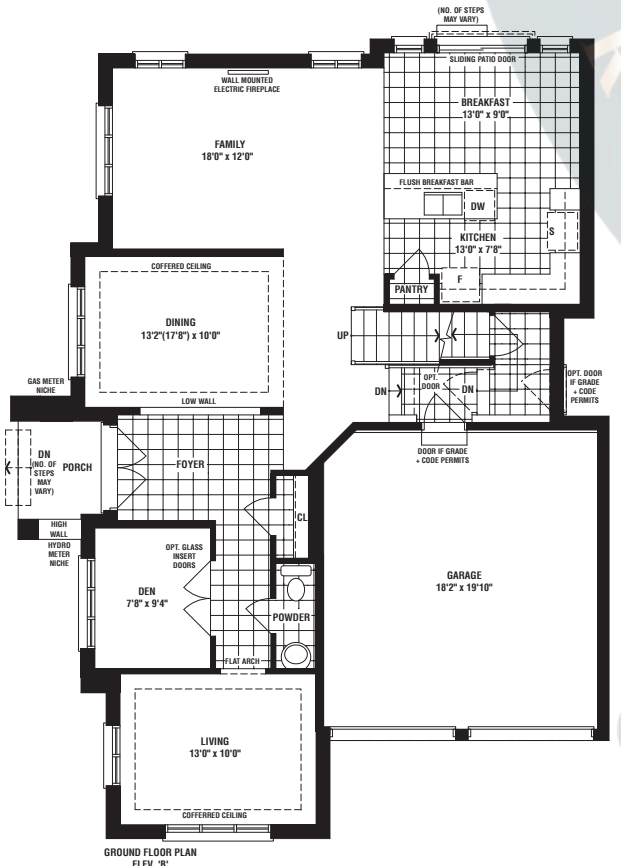 (NO. OF STEPS
MAY VARY)
SLIDING PATIO DOOR
WALL MOUNTED
ELECTRIC FIREPLACE
BREAKFAST
13'0" x 9'0"
FAMILY
18'0" x 12'0"
FLUSH BREAKFAST BAR
DW
S
KITCHEN
13'0" x 7'8"
F
PANTRY
COFFERED CEILING
DINING
13'2"(17'8") x 10'0"
UP
GAS METER
NICHE
LOW WALL
DN
OPT.
DOOR
DN
OPT. DOOR
IF GRADE
+ CODE
PERMITS
DOOR IF GRADE
+ CODE PERMITS
DN
(NO. OF
STEPS
MAY
VARY)
PORCH
FOYER
CL
HIGH
WALL
HYDRO
METER
NICHE
OPT. GLASS
INSERT
DOORS
DEN
7'8" x 9'4"
POWDER
GARAGE
18'2" x 19'10"
FLAT ARCH
LIVING
13'0" x 10'0"
COFFERRED CEILING
GROUND FLOOR PLAN
ELEV. 'B'